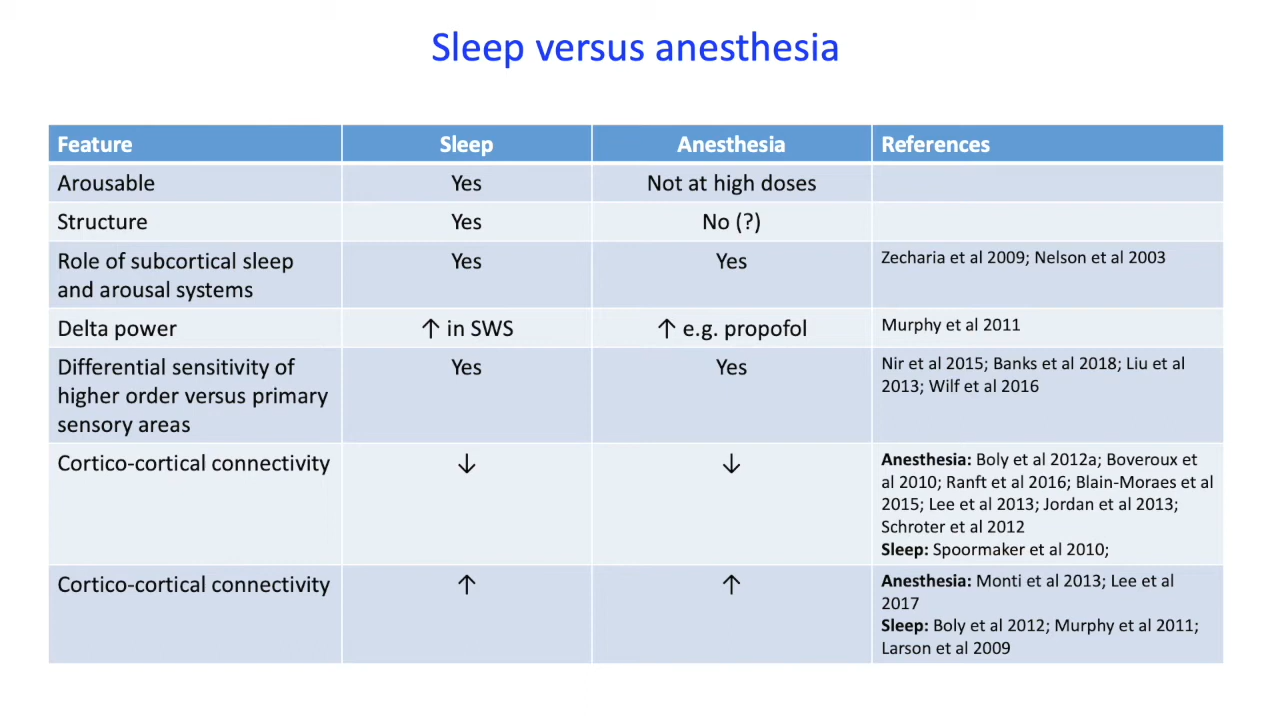 Sleep versus anesthesia
Feature Sleep Anesthesia References
Arousable Yes Not at high doses
Structure Yes No (?)
Role of subcortical sleep Yes Yes Zecharia et al 2009; Nelson et al 2003
and arousal systems
Delta power ↑ in SWS ↑ e.g. propofol Murphy et al 2011
Differential sensitivity of Yes Yes Nir et al 2015; Banks et al 2018; Liu et al
higher order versus primary 2013; Wilf et al 2016
sensory areas
Cortico-cortical connectivity ↓ ↓ Anesthesia: Boly et al 2012a; Boveroux et
al 2010; Ranft et al 2016; Blain-Moraes et al
2015; Lee et al 2013; Jordan et al 2013;
Schroter et al 2012
Sleep: Spoormaker et al 2010;
Cortico-cortical connectivity ↑ ↑ Anesthesia: Monti et al 2013; Lee et al
2017
Sleep: Boly et al 2012; Murphy et al 2011;
Larson et al 2009